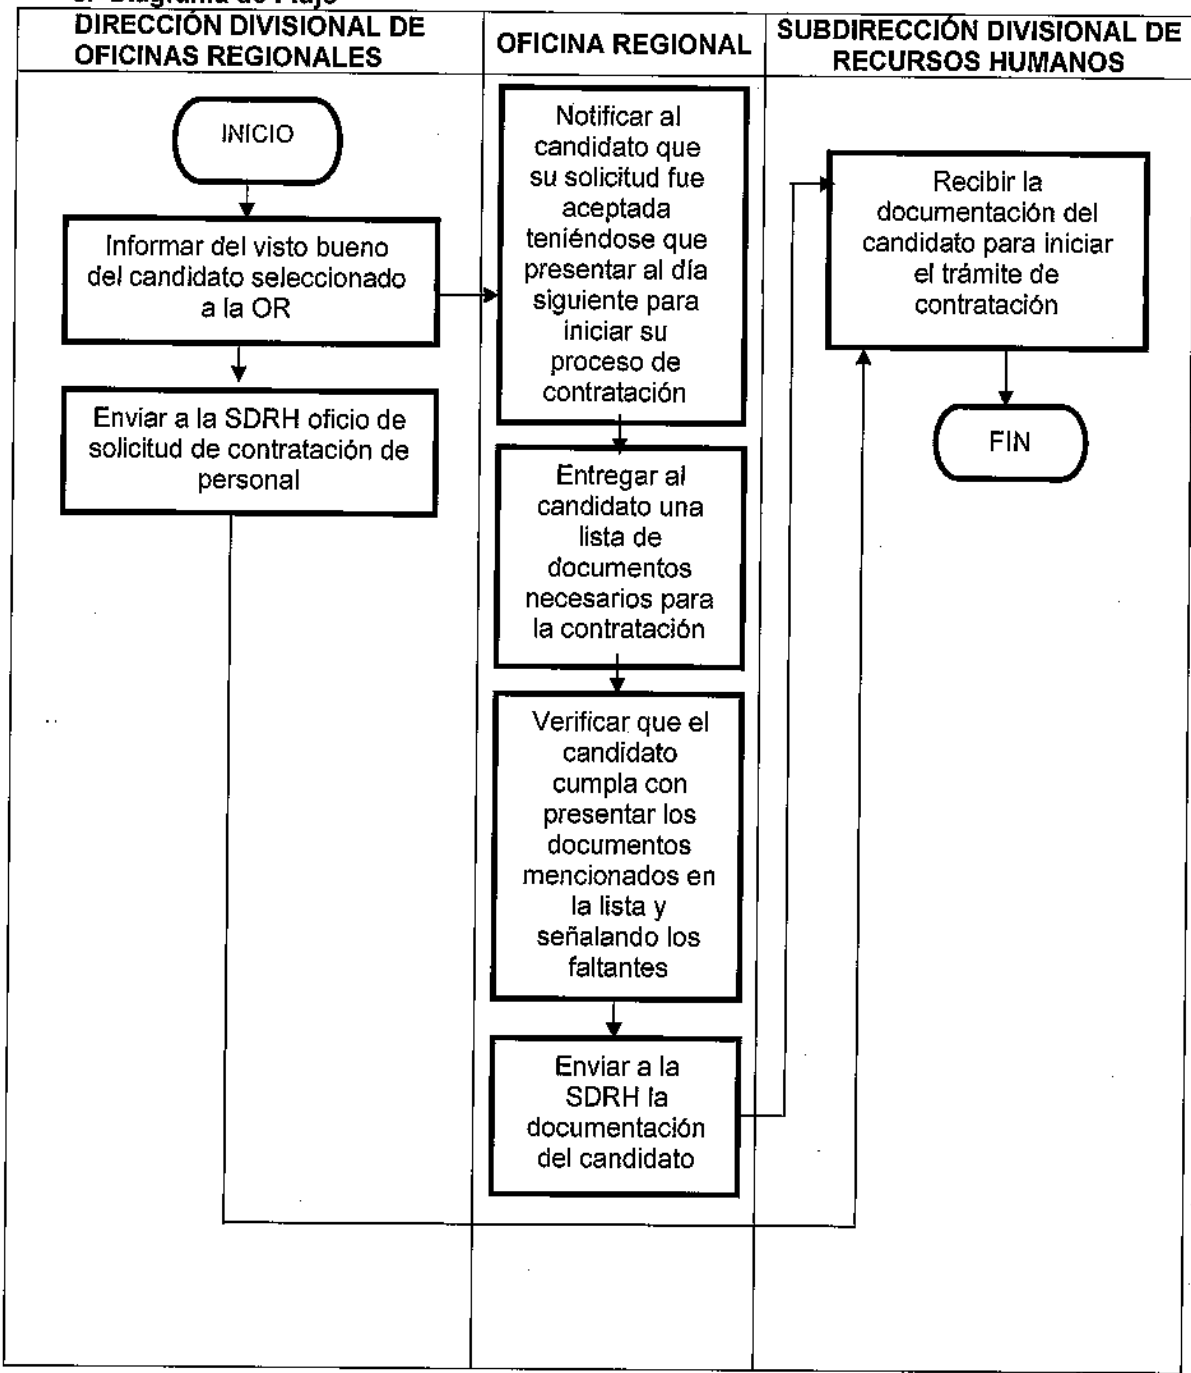 Diagrama de Flujo
DIRECCIÓN DIVISIONAL DE
OFICINAS REGIONALES
OFICINA REGIONAL
SUBDIRECCIÓN DIVISIONAL DE
RECURSOS HUMANOS
INICIO
Informar del visto bueno
del candidato seleccionado
a la OR
Enviar a la SDRH oficio de
solicitud de contratación de
personal
Notificar al
candidato que
su solicitud fue
aceptada
teniéndose que
presentar al día
siguiente para
iniciar su
proceso de
contratación
Entregar al
candidato una
lista de
documentos
necesarios para
la contratación
Verificar que el
candidato
cumpla con
presentar los
documentos
mencionados en
la lista y
señalando los
faltantes
Enviar a la
SDRH la
documentación
del candidato
Recibir la
documentación del
candidato para iniciar
el trámite de
contratación
FIN